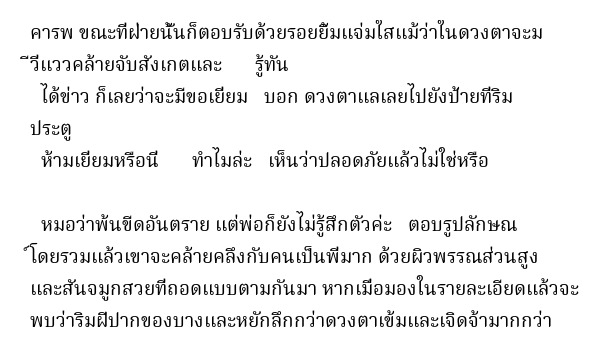 คารพ ขณะที่ฝ่ายนั้นก็ตอบรับด้วยรอยยิ้มแจ่มใสแม้ว่าในดวงตาจะม
ีวี่แววคล้ายจับสังเกตและ รู้ทัน
ได้ข่าว ก็เลยว่าจะมีขอเยี่ยม บอก ดวงตาแลเลยไปยังป้ายที่ริม
ประตู
ห้ามเยี่ยมหรือนี่ ทำไมล่ะ เห็นว่าปลอดภัยแล้วไม่ใช่หรือ
หมอว่าพ้นขีดอันตราย แต่พ่อก็ยังไม่รู้สึกตัวค่ะ ตอบรูปลักษณ
์โดยรวมแล้วเขาจะคล้ายคลึงกับคนเป็นพี่มาก ด้วยผิวพรรณส่วนสูง
และสันจมูกสวยที่ถอดแบบตามกันมา หากเมื่อมองในรายละเอียดแล้วจะ
พบว่าริมฝีปากของบางและหยักลึกกว่าดวงตาเข้มและเจิดจ้ามากกว่า